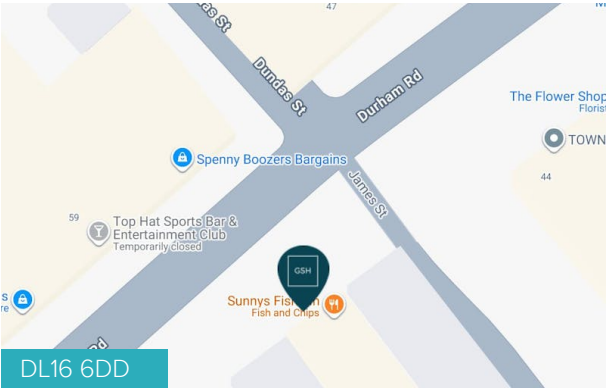 47
Dundas St
Durham Rd
The Flower Shop
Florist
TOWN
Spenny Boozers Bargains
44
James St
59
Top Hat Sports Bar &
Entertainment Club
Temporarily closed
GSH
Sunnys
Fish and Chips
DL16 6DD